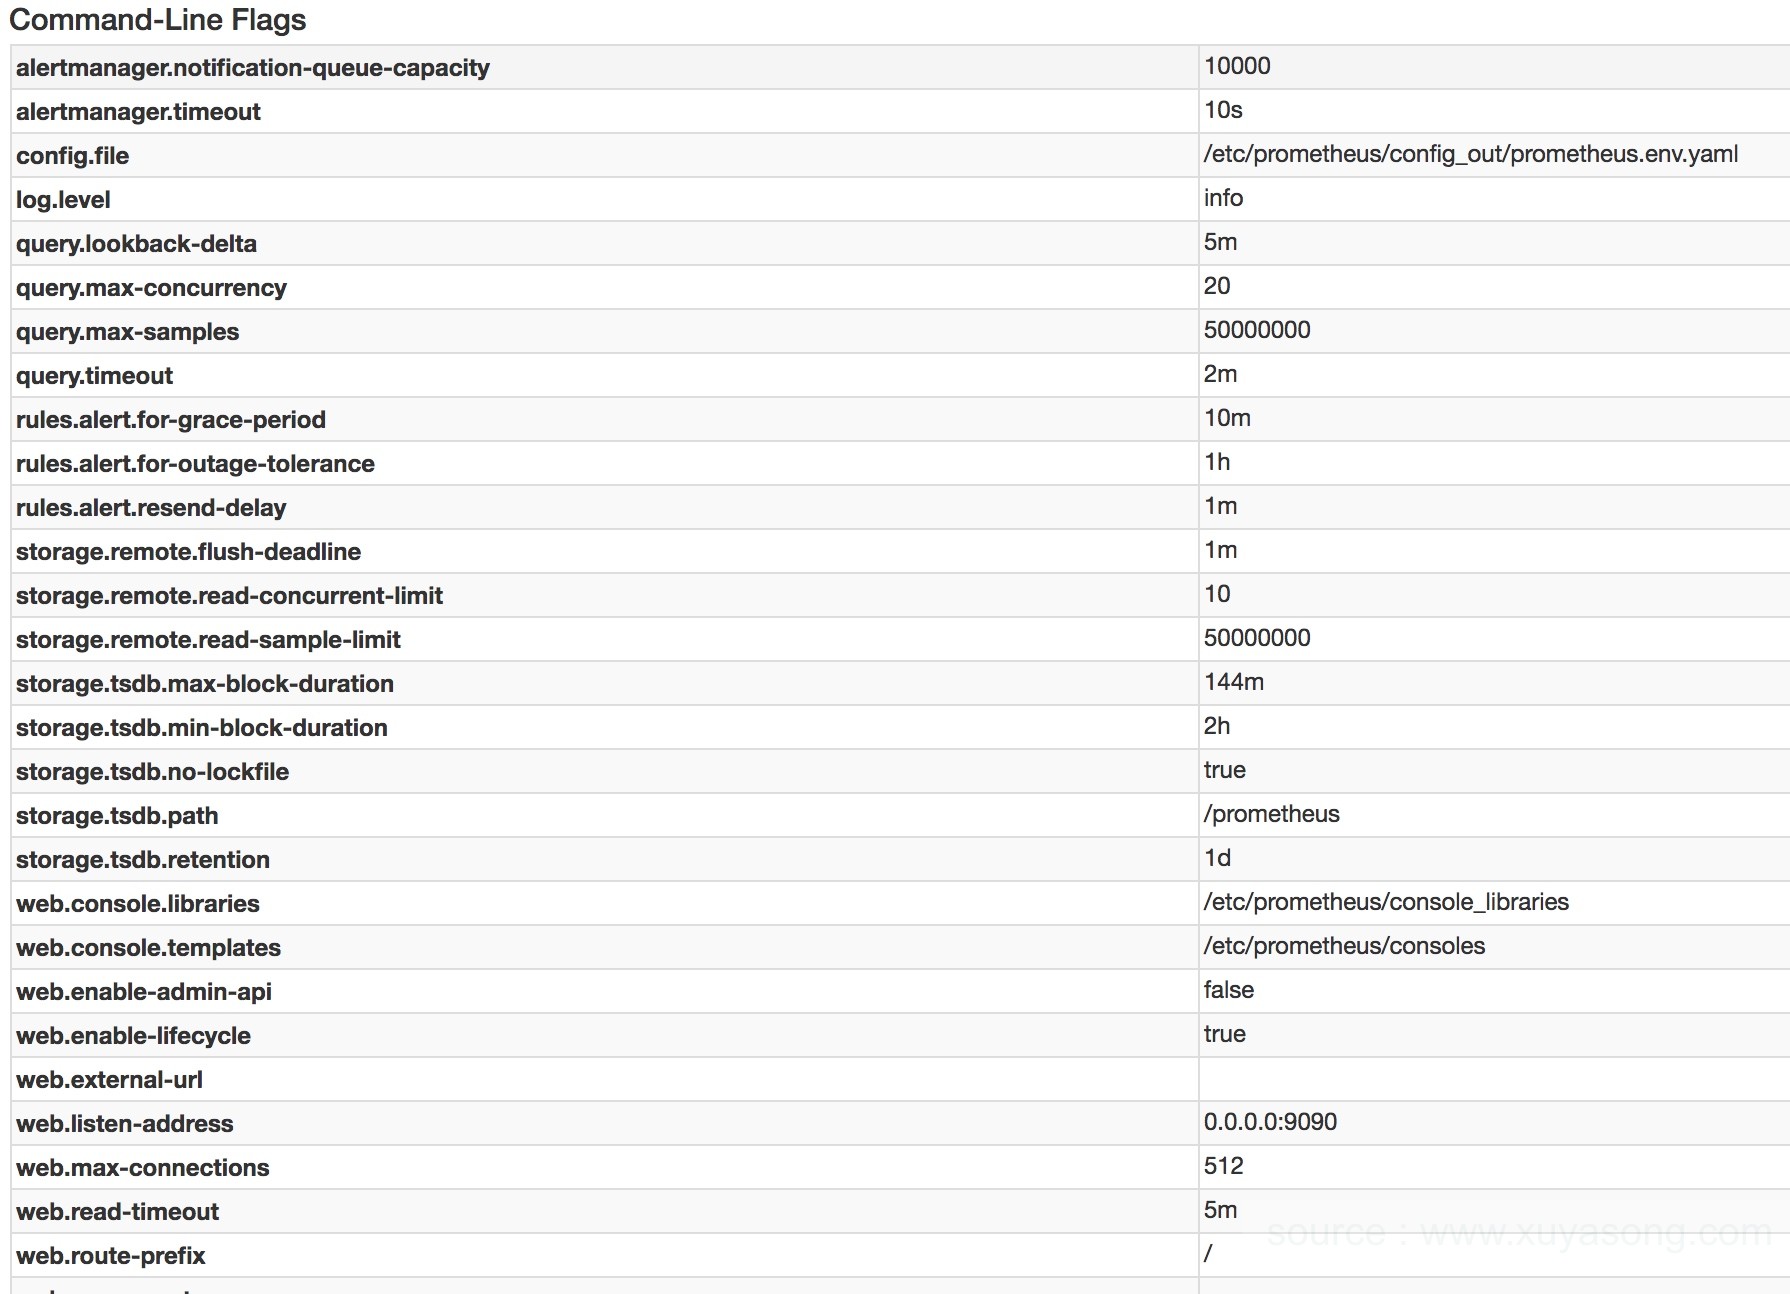 Command-Line Flags
alertmanager.notification-queue-capacity 10000
alertmanager.timeout 10s
config.file /etc/prometheus/config_out/prometheus.env.yaml
log.level info
query.lookback-delta 5m
query.max-concurrency 20
query.max-samples 50000000
query.timeout 2m
rules.alert.for-grace-period 10m
rules.alert.for-outage-tolerance 1h
rules.alert.resend-delay 1m
storage.remote.flush-deadline 1m
storage.remote.read-concurrent-limit 10
storage.remote.read-sample-limit 50000000
storage.tsdb.max-block-duration 144m
storage.tsdb.min-block-duration 2h
storage.tsdb.no-lockfile true
storage.tsdb.path /prometheus
storage.tsdb.retention 1d
web.console.libraries /etc/prometheus/console_libraries
web.console.templates /etc/prometheus/consoles
web.enable-admin-api false
web.enable-lifecycle true
web.external-url
web.listen-address 0.0.0.0:9090
web.max-connections 512
web.read-timeout 5m
source : www.xuyasong.com
web.route-prefix /